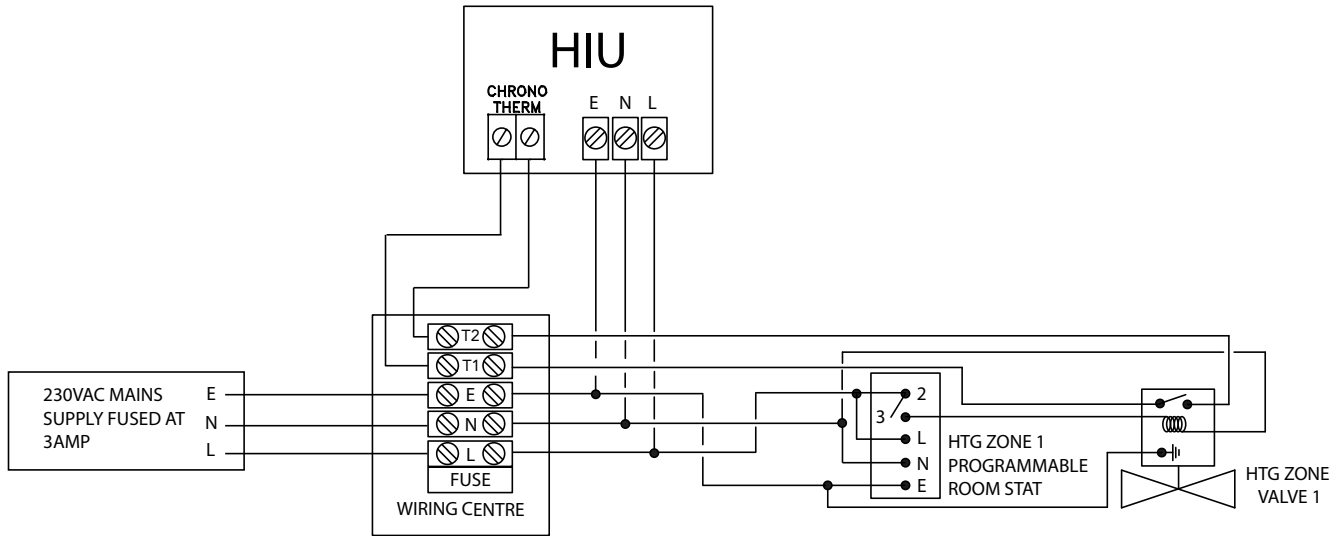 HIU
CHRONO
THERM
E N L
T2
T1
E
N
L
FUSE
WIRING CENTRE
230VAC MAINS
SUPPLY FUSED AT
3AMP
E
N
L
2
3
L
N
E
HTG ZONE 1
PROGRAMMABLE
ROOM STAT
HTG ZONE
VALVE 1